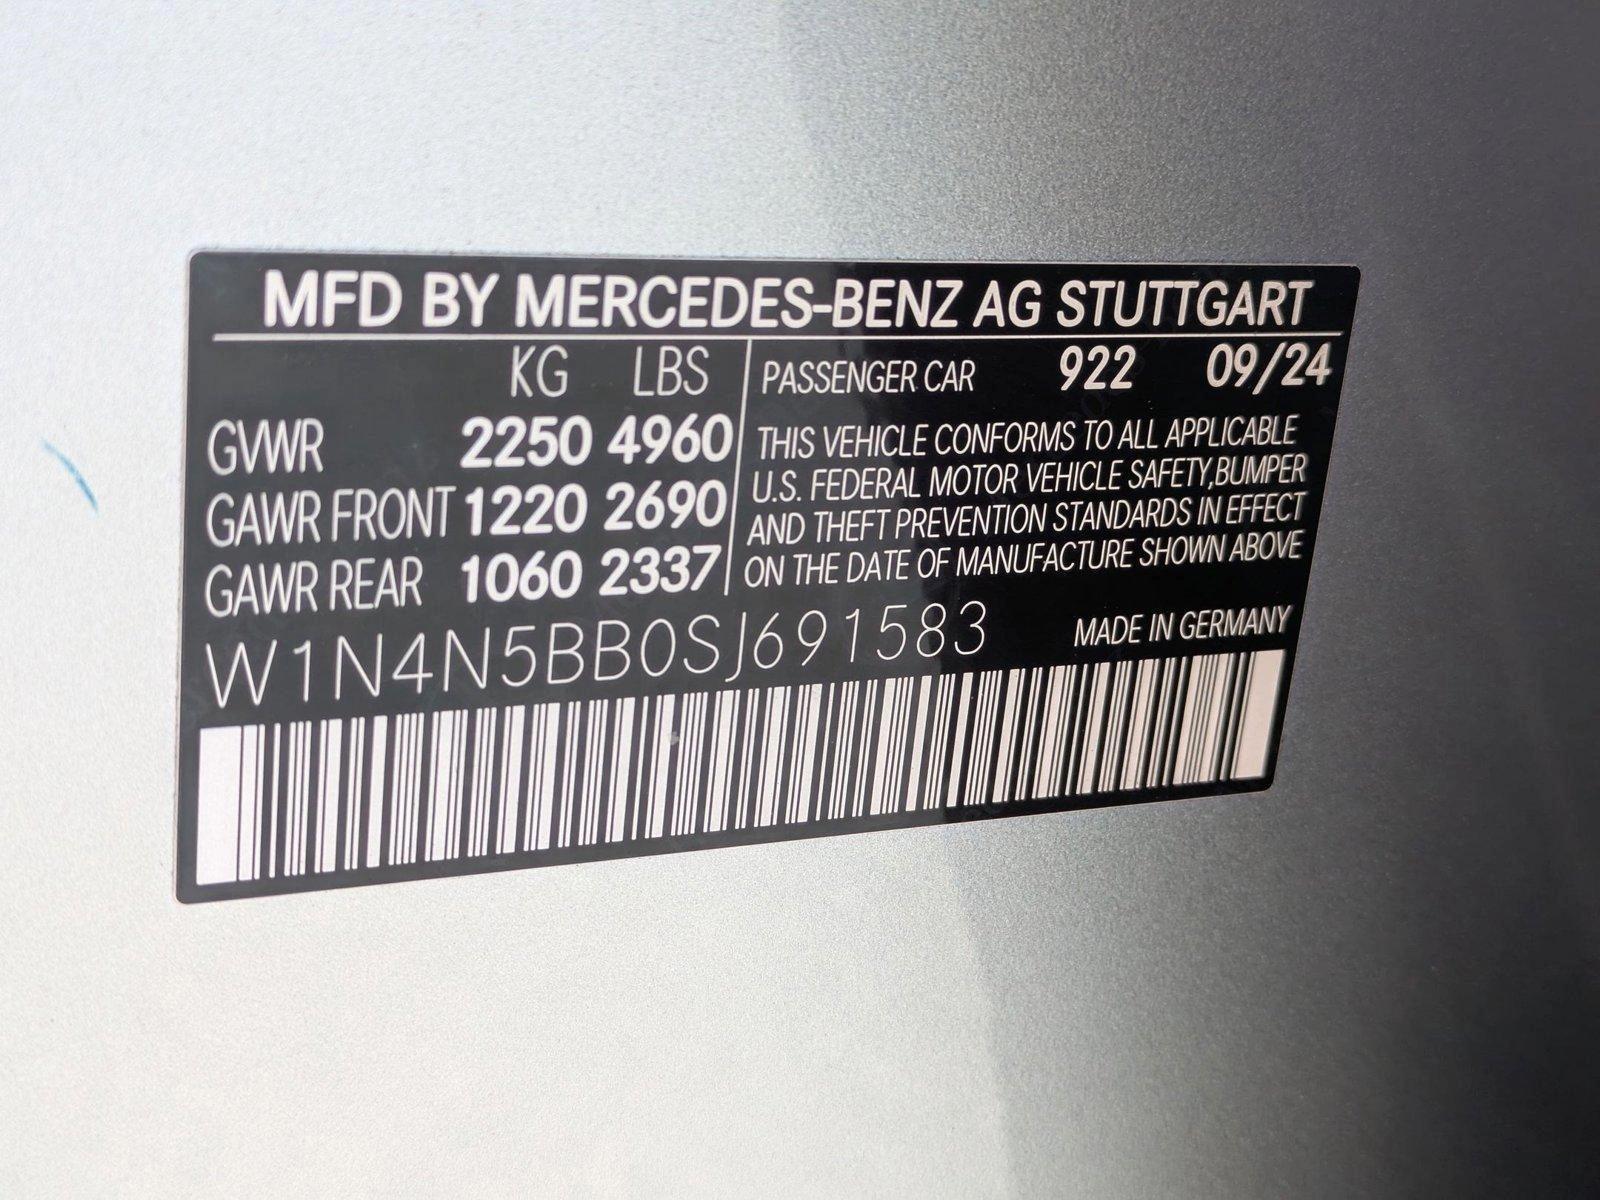 MFD BY MERCEDES-BENZ AG STUTTGART
KG LBS
GVWR 2250 4960
GAWR FRONT 1220 2690
GAWR REAR 1060 2337
PASSENGER CAR 922 09/24
THIS VEHICLE CONFORMS TO ALL APPLICABLE
U.S. FEDERAL MOTOR VEHICLE SAFETY,BUMPER
AND THEFT PREVENTION STANDARDS IN EFFECT
ON THE DATE OF MANUFACTURE SHOWN ABOVE
W1N4N5BB0SJ691583
MADE IN GERMANY